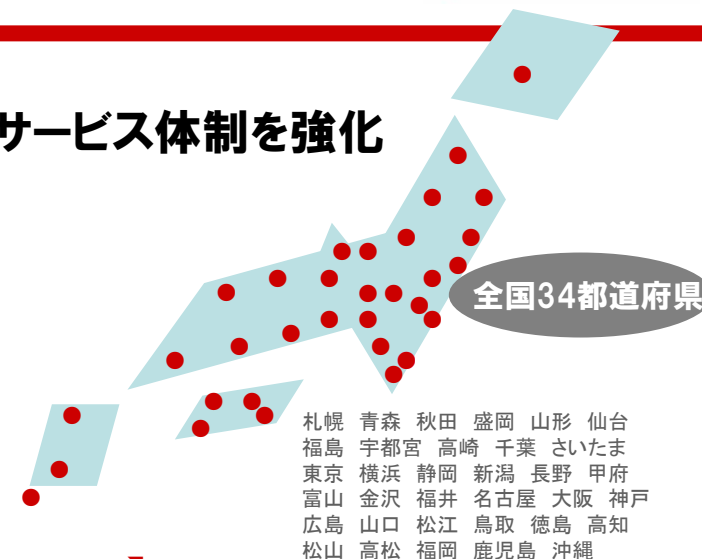 サービス体制を強化
全国34都道府県
札幌 青森 秋田 盛岡 山形 仙台
福島 宇都宮 高崎 千葉 さいたま
東京 横浜 静岡 新潟 長野 甲府
富山 金沢 福井 名古屋 大阪 神戸
広島 山口 松江 鳥取 徳島 高知
松山 高松 福岡 鹿児島 沖縄